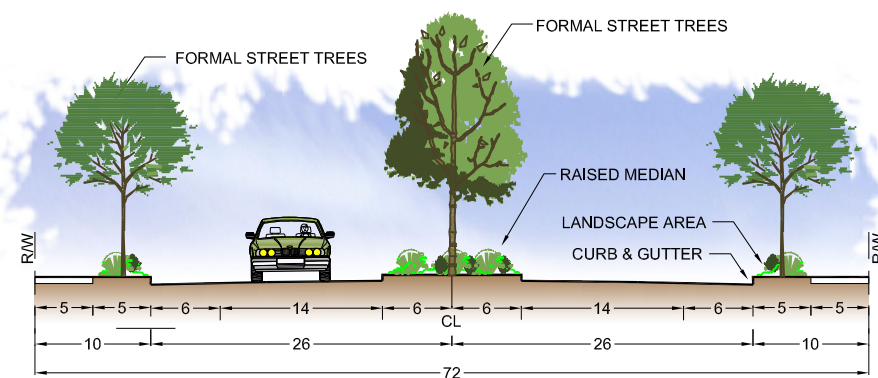 FORMAL STREET TREES
FORMAL STREET TREES
RAISED MEDIAN
LANDSCAPE AREA
CURB & GUTTER
R/W
R/W
5 5 6 14 6 6 14 6 5 5
CL
10 26 26 10
72